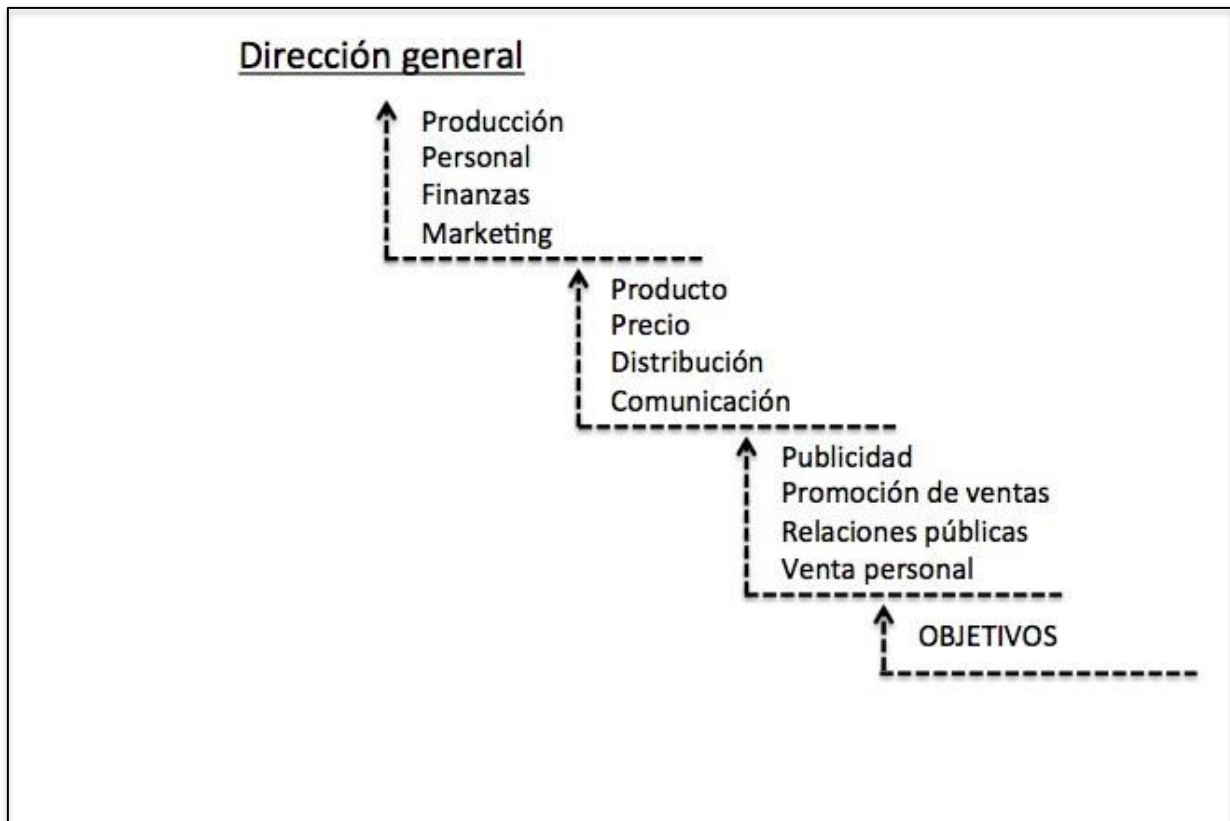 Dirección general
Producción
Personal
Finanzas
Marketing
Producto
Precio
Distribución
Comunicación
Publicidad
Promoción de ventas
Relaciones públicas
Venta personal
OBJETIVOS